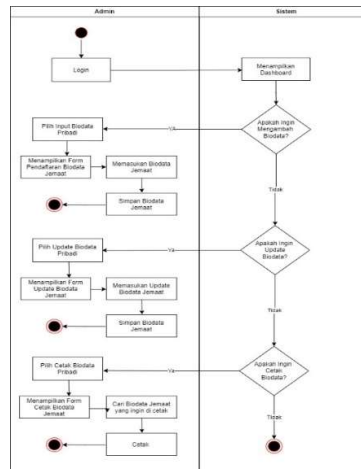 Admin
Sistem
Login
Menampilkan
Dashboard
Pilih Input Biodata
Pribadi
YA
Apakah Ingin
Mengambah
Biodata?
Menampilkan Form
Pendaftaran Biodata
Jemaat
Memasukan Biodata
Jemaat
Simpan Biodata
Jemaat
Tidak
Pilih Update Biodata
Pribadi
Ya
Apakah Ingin
Update
Biodata?
Menampilkan Form
Update Biodata
Jemaat
Memasukan Update
Biodata Jemaat
Simpan Biodata
Jemaat
Tidak
Pilih Cetak Biodata
Pribadi
Ya
Apakah Ingin
Cetak
Biodata?
Menampilkan Form
Cetak Biodata
Jemaat
Cari Biodata Jemaat
yang ingin di cetak
Cetak
Tidak